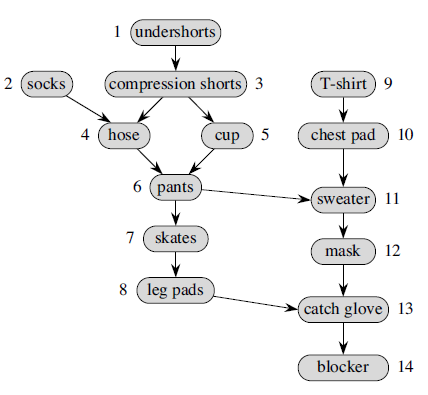 1 undershorts
2 socks
compression shorts 3
T-shirt 9
4 hose
cup 5
chest pad 10
6 pants
sweater 11
7 skates
mask 12
8 leg pads
catch glove 13
blocker 14